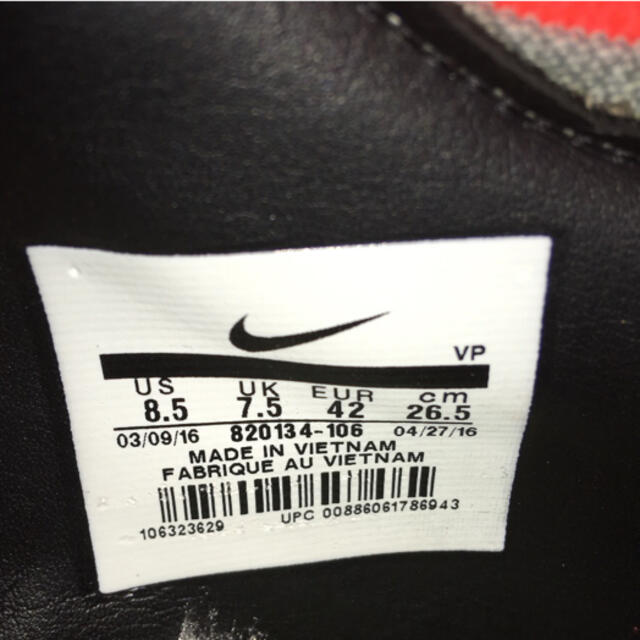 VP
US UK EUR cm
8.5 7.5 42 26.5
03/09/16 820134-106 04/27/16
MADE IN VIETNAM
FABRIQUE AU VIETNAM
106323629 UPC 00886061786943